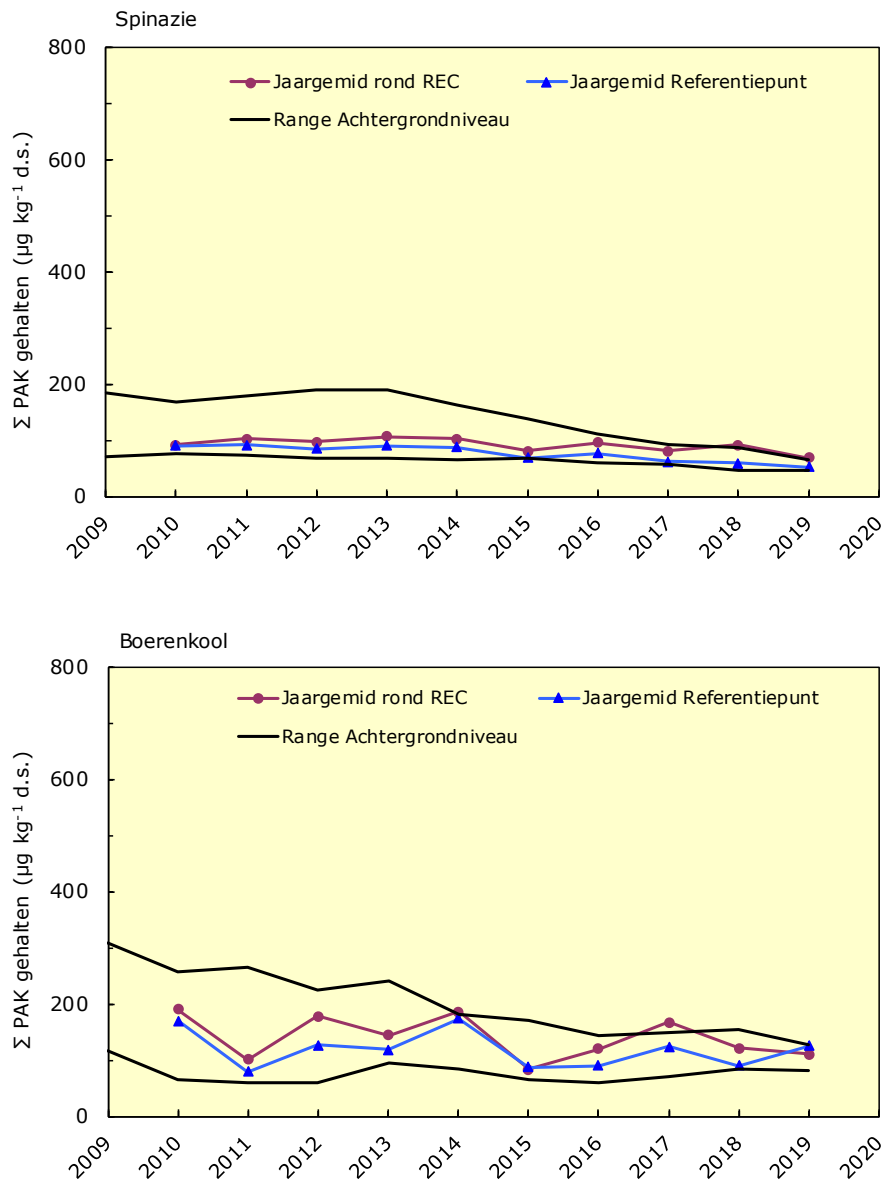 Spinazie
800
Jaargemid rond REC
Jaargemid Referentiepunt
Range Achtergrondniveau
600
400
200
0
Σ PAK gehalten (µg kg⁻¹ d.s.)
2009 2010 2011 2012 2013 2014 2015 2016 2017 2018 2019 2020
Boerenkool
800
Jaargemid rond REC
Jaargemid Referentiepunt
Range Achtergrondniveau
600
400
200
0
Σ PAK gehalten (µg kg⁻¹ d.s.)
2009 2010 2011 2012 2013 2014 2015 2016 2017 2018 2019 2020